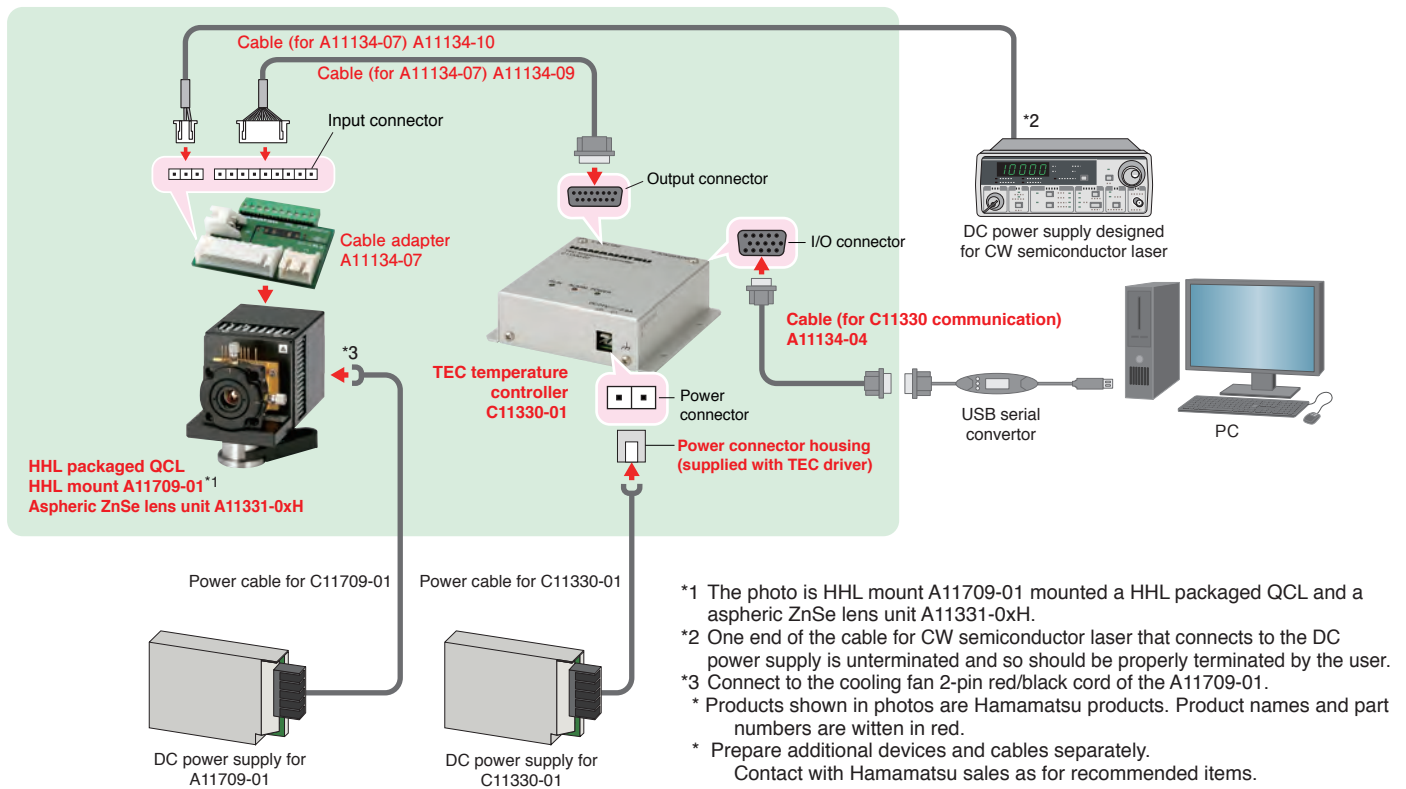 Cable (for A11134-07) A11134-10
Cable (for A11134-07) A11134-09
Input connector
*2
Output connector
10000
DC power supply designed
for CW semiconductor laser
I/O connector
Cable adapter
A11134-07
HAMAMATSU
*3
Cable (for C11330 communication)
A11134-04
TEC temperature
controller
C11330-01
Power
connector
USB serial
convertor
PC
Power connector housing
(supplied with TEC driver)
HHL packaged QCL
HHL mount A11709-01*1
Aspheric ZnSe lens unit A11331-0xH
Power cable for C11709-01
Power cable for C11330-01
DC power supply for
A11709-01
DC power supply for
C11330-01
*1 The photo is HHL mount A11709-01 mounted a HHL packaged QCL and a
aspheric ZnSe lens unit A11331-0xH.
*2 One end of the cable for CW semiconductor laser that connects to the DC
power supply is unterminated and so should be properly terminated by the user.
*3 Connect to the cooling fan 2-pin red/black cord of the A11709-01.
* Products shown in photos are Hamamatsu products. Product names and part
numbers are witten in red.
* Prepare additional devices and cables separately.
Contact with Hamamatsu sales as for recommended items.